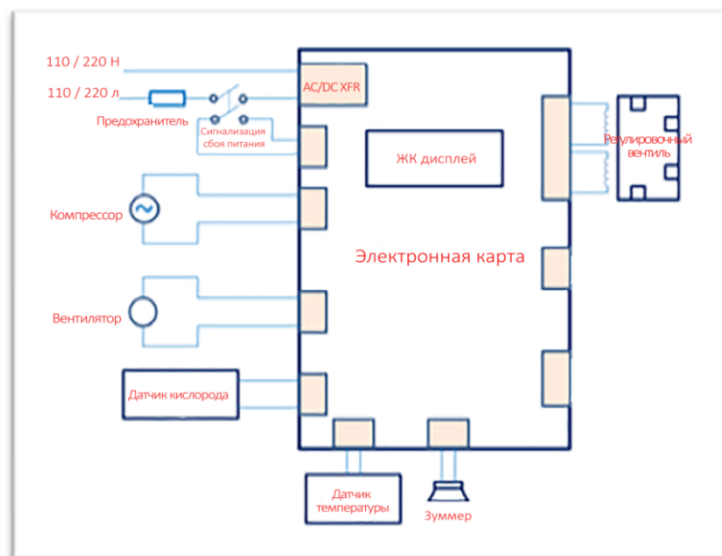 110 / 220 Н
110 / 220 л
Предохранитель
Сигнализация
сбоя питания
AC/DC XFR
ЖК дисплей
Регулировочный
вентиль
Компрессор
Электронная карта
Вентилятор
Датчик кислорода
Датчик
температуры
Зуммер